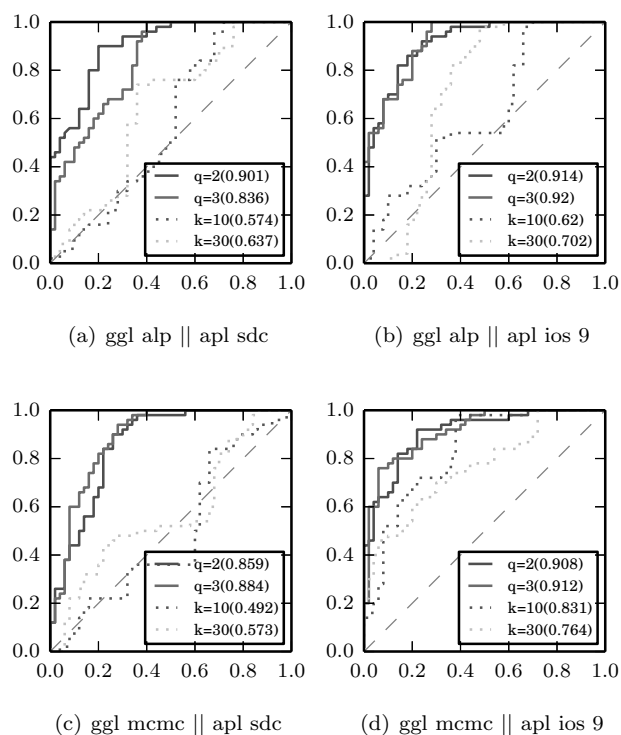 1.0
0.8
0.6
0.4
0.2
0.0
q=2(0.901)
q=3(0.836)
k=10(0.574)
k=30(0.637)
0.0 0.2 0.4 0.6 0.8 1.0
(a) ggl alp || apl sdc
1.0
0.8
0.6
0.4
0.2
0.0
q=2(0.914)
q=3(0.92)
k=10(0.62)
k=30(0.702)
0.0 0.2 0.4 0.6 0.8 1.0
(b) ggl alp || apl ios 9
1.0
0.8
0.6
0.4
0.2
0.0
q=2(0.859)
q=3(0.884)
k=10(0.492)
k=30(0.573)
0.0 0.2 0.4 0.6 0.8 1.0
(c) ggl mcmc || apl sdc
1.0
0.8
0.6
0.4
0.2
0.0
q=2(0.908)
q=3(0.912)
k=10(0.831)
k=30(0.764)
0.0 0.2 0.4 0.6 0.8 1.0
(d) ggl mcmc || apl ios 9